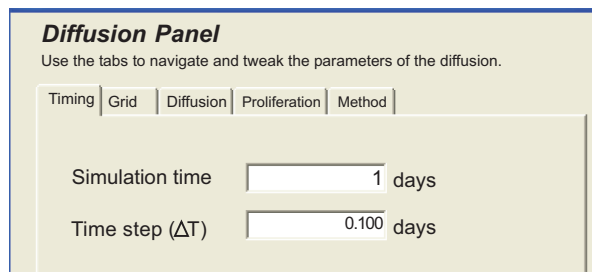 Diffusion Panel
Use the tabs to navigate and tweak the parameters of the diffusion.
Timing Grid Diffusion Proliferation Method
Simulation time 1 days
Time step (ΔT) 0.100 days